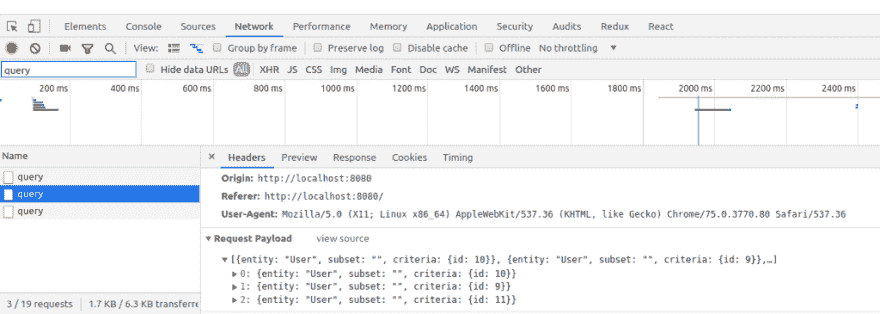 Elements Console Sources Network Performance Memory Application Security Audits Redux React
View: Group by frame Preserve log Disable cache Offline No throttling ▼
query Hide data URLs All XHR JS CSS Img Media Font Doc WS Manifest Other
200 ms 400 ms 600 ms 800 ms 1000 ms 1200 ms 1400 ms 1600 ms 1800 ms 2000 ms 2200 ms 2400 ms
Name
query
query
query
3 / 19 requests 1.7 KB / 6.3 KB transferre
× Headers Preview Response Cookies Timing
Origin: http://localhost:8080
Referer: http://localhost:8080/
User-Agent: Mozilla/5.0 (X11; Linux x86_64) AppleWebKit/537.36 (KHTML, like Gecko) Chrome/75.0.3770.80 Safari/537.36
▼ Request Payload view source
▼ [{entity: "User", subset: "", criteria: {id: 10}}, {entity: "User", subset: "", criteria: {id: 9}},…]
▶ 0: {entity: "User", subset: "", criteria: {id: 10}}
▶ 1: {entity: "User", subset: "", criteria: {id: 9}}
▶ 2: {entity: "User", subset: "", criteria: {id: 11}}